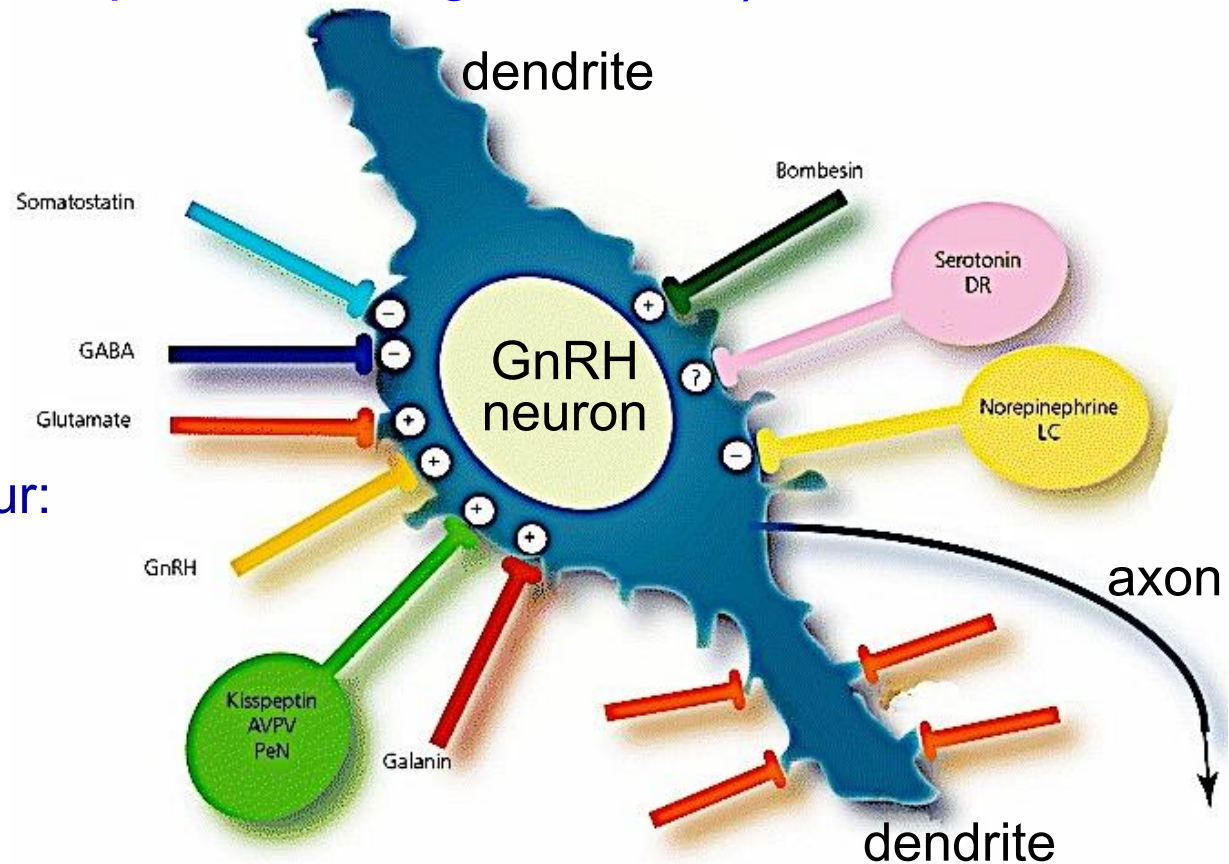 dendrite
Bombesin
Somatostatin
Serotonin
DR
GABA
GnRH
neuron
Norepinephrine
LC
Glutamate
ur:
GnRH
axon
Kisspeptin
AVPV
PeN
Galanin
dendrite
+
?
−
−
−
+
+
+
+